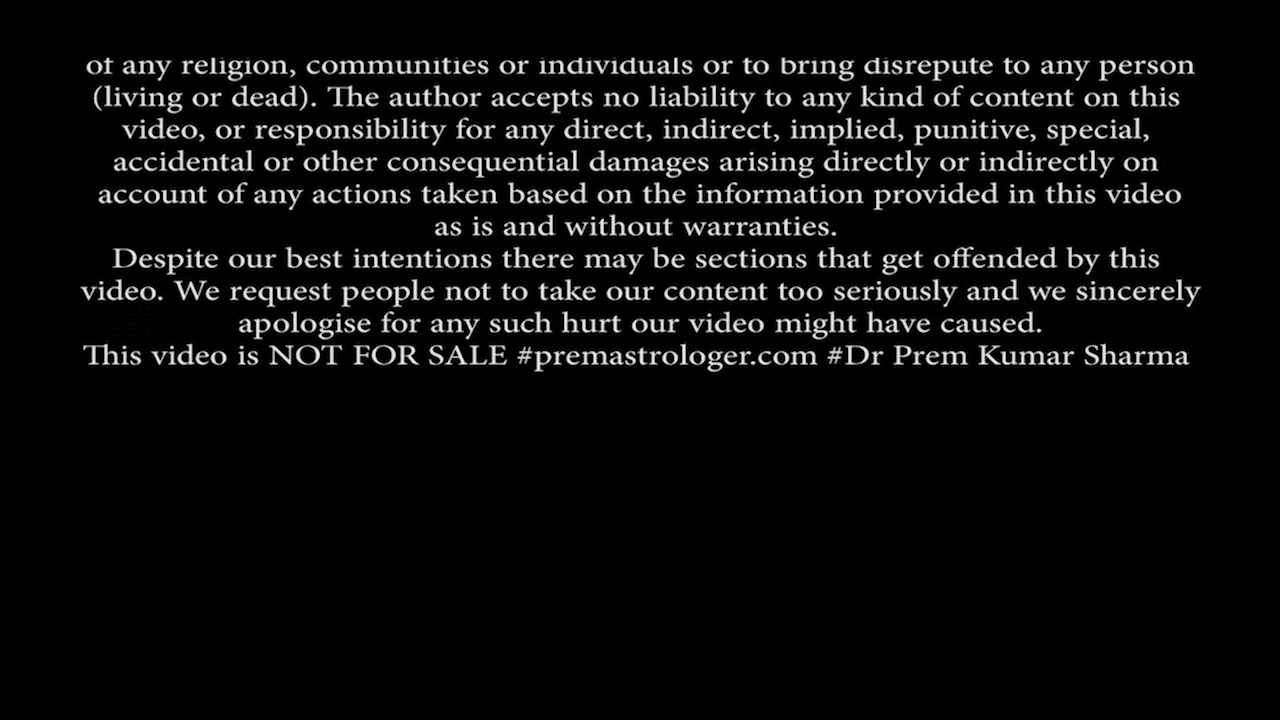 of any religion, communities or individuals or to bring disrepute to any person
(living or dead). The author accepts no liability to any kind of content on this
video, or responsibility for any direct, indirect, implied, punitive, special,
accidental or other consequential damages arising directly or indirectly on
account of any actions taken based on the information provided in this video
as is and without warranties.
Despite our best intentions there may be sections that get offended by this
video. We request people not to take our content too seriously and we sincerely
apologise for any such hurt our video might have caused.
This video is NOT FOR SALE #premastrologer.com #Dr Prem Kumar Sharma